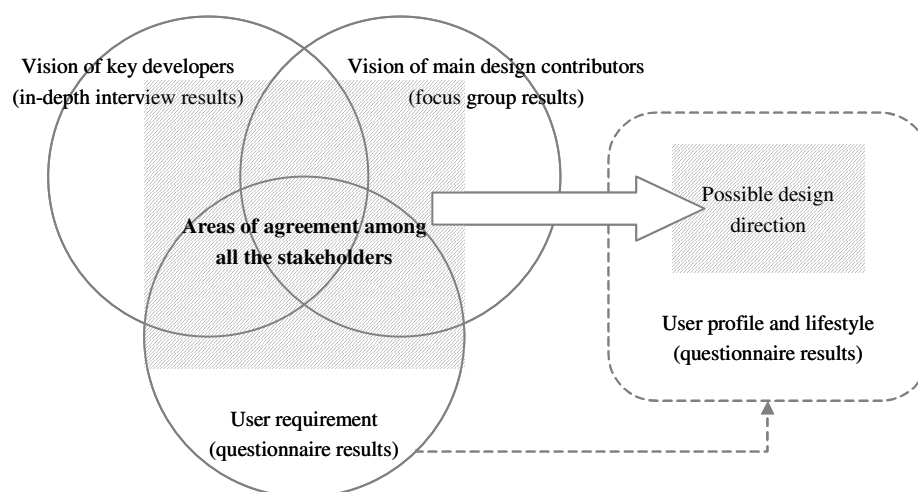 Vision of key developers
(in-depth interview results)
Vision of main design contributors
(focus group results)
Areas of agreement among
all the stakeholders
Possible design
direction
User profile and lifestyle
(questionnaire results)
User requirement
(questionnaire results)